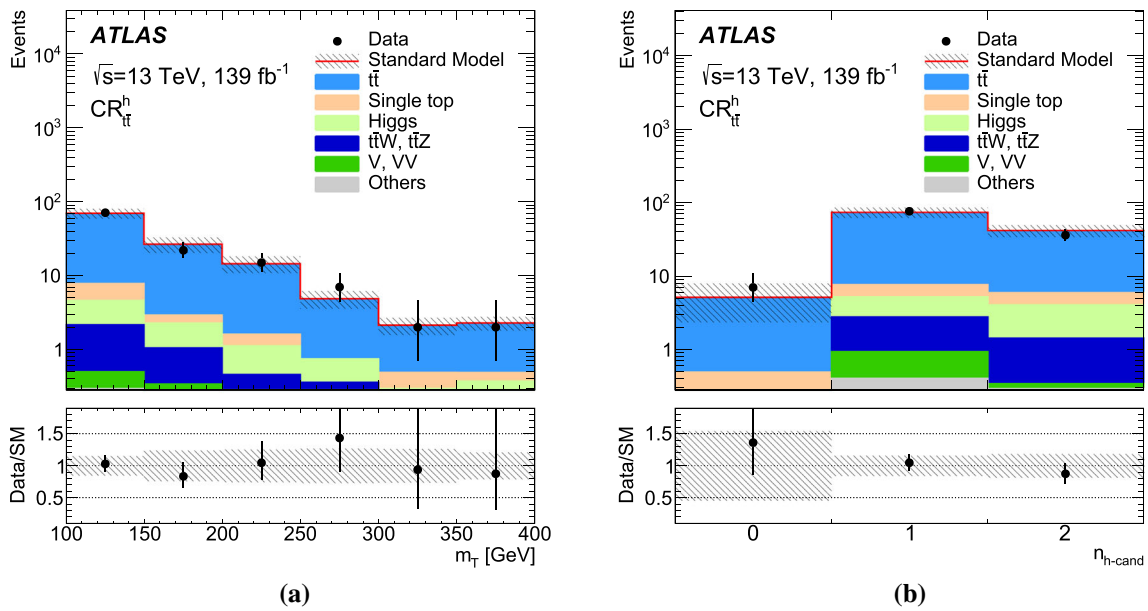 Events
10⁴
10³
10²
10
1
ATLAS
√s=13 TeV, 139 fb⁻¹
CR^h_tt̄
Data
Standard Model
tt̄
Single top
Higgs
tt̄W, tt̄Z
V, VV
Others
Data/SM
1.5
1
0.5
100 150 200 250 300 350 400
m_T [GeV]
(a)
Events
10⁴
10³
10²
10
1
ATLAS
√s=13 TeV, 139 fb⁻¹
CR^h_tt̄
Data
Standard Model
tt̄
Single top
Higgs
tt̄W, tt̄Z
V, VV
Others
Data/SM
1.5
1
0.5
0 1 2
n_h-cand
(b)